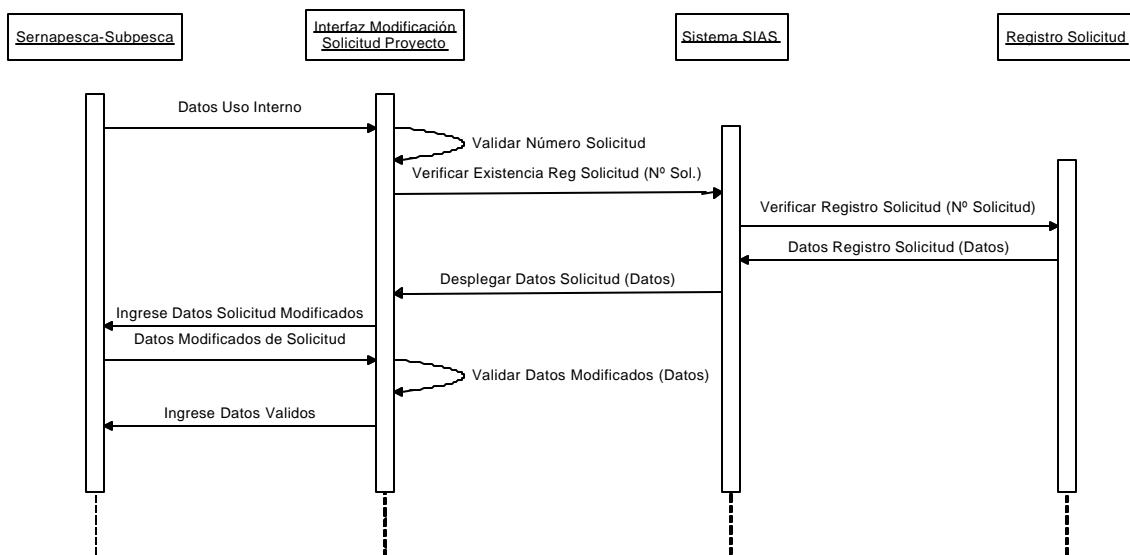 Sernapesca-Subpesca
Interfaz Modificación
Solicitud Proyecto
Sistema SIAS
Registro Solicitud
Datos Uso Interno
Validar Número Solicitud
Verificar Existencia Reg Solicitud (Nº Sol.)
Verificar Registro Solicitud (Nº Solicitud)
Datos Registro Solicitud (Datos)
Desplegar Datos Solicitud (Datos)
Ingrese Datos Solicitud Modificados
Datos Modificados de Solicitud
Validar Datos Modificados (Datos)
Ingrese Datos Validos